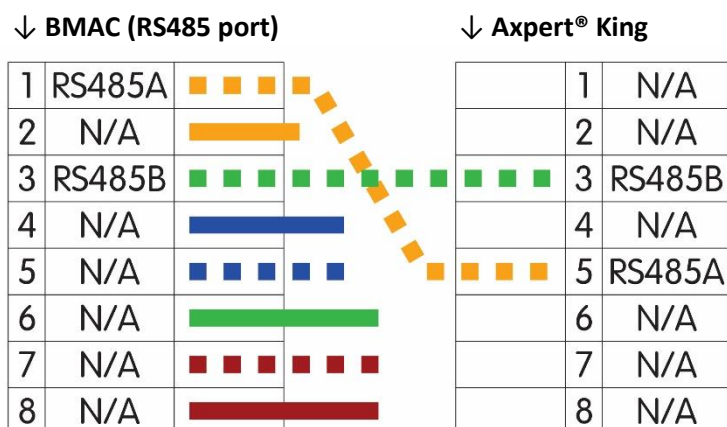 ↓ BMAC (RS485 port) ↓ Axpert® King
1 RS485A 1 N/A
2 N/A 2 N/A
3 RS485B 3 RS485B
4 N/A 4 N/A
5 N/A 5 RS485A
6 N/A 6 N/A
7 N/A 7 N/A
8 N/A 8 N/A